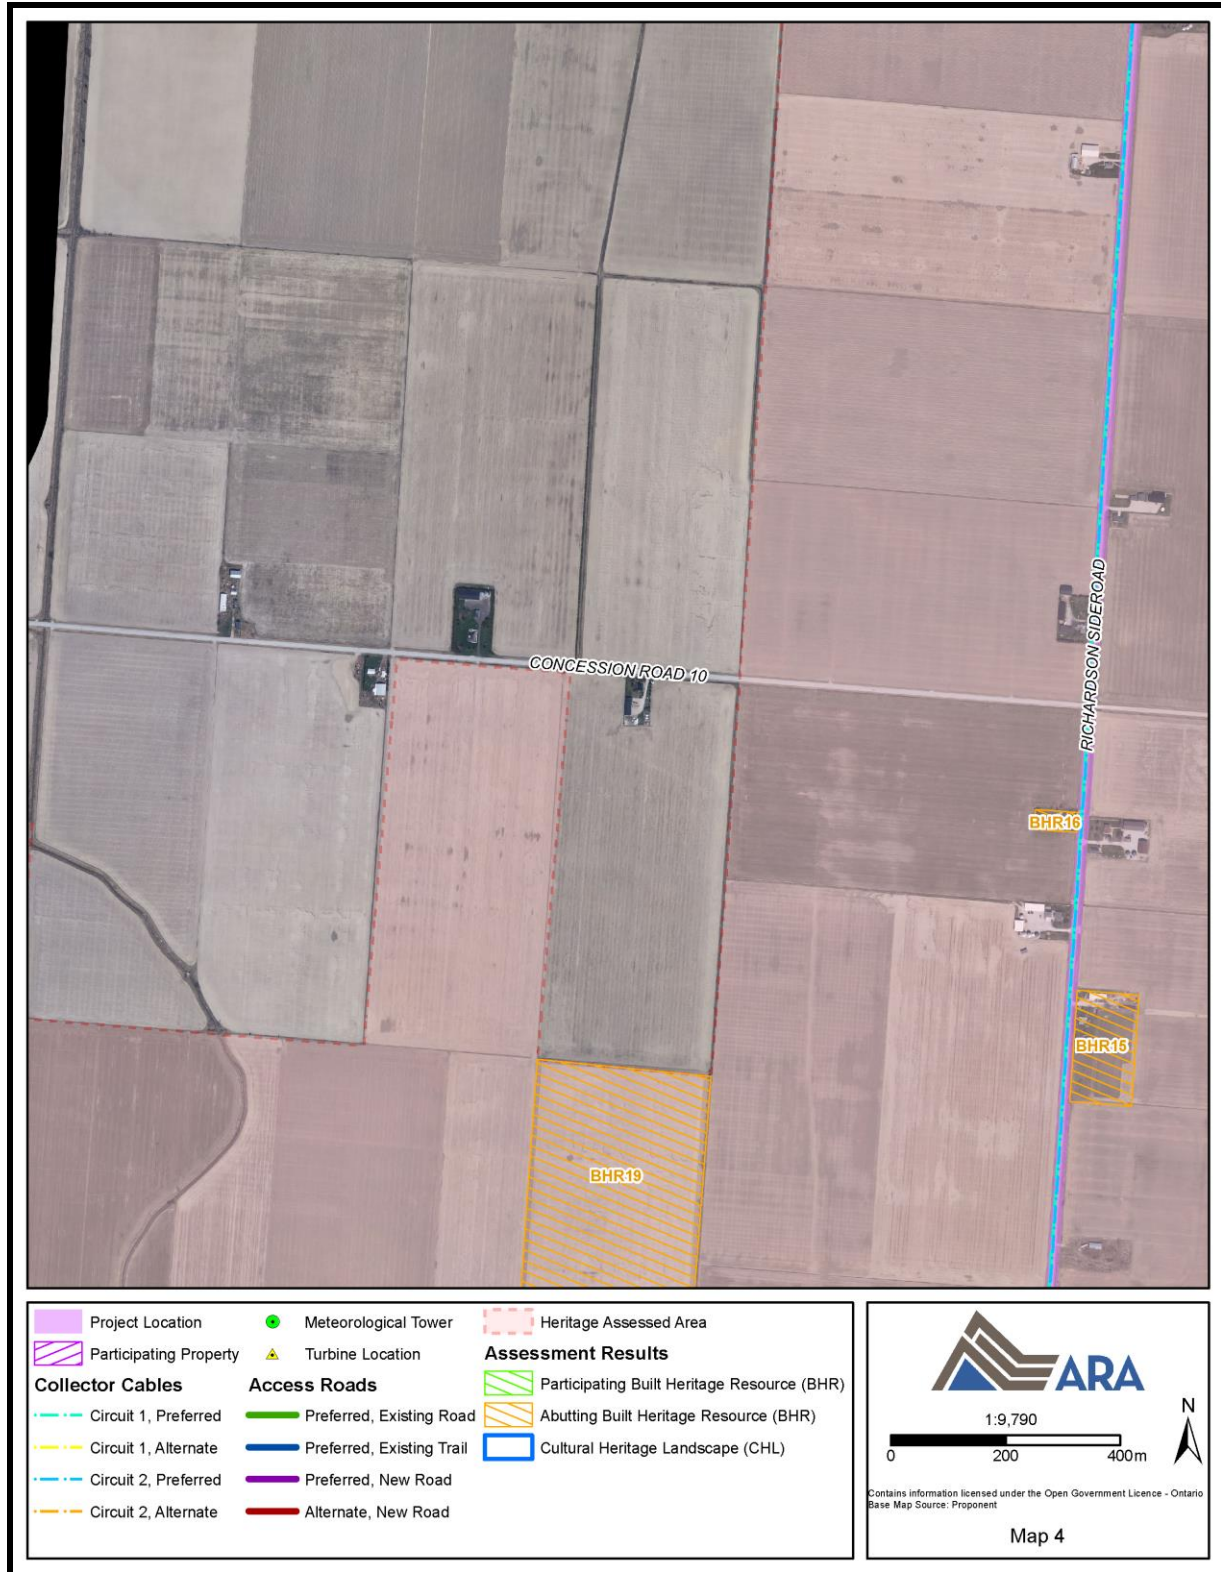 CONCESSION ROAD 10
RICHARDSON SIDEROAD
BHR16
BHR15
BHR19
Project Location
Participating Property
Collector Cables
Circuit 1, Preferred
Circuit 1, Alternate
Circuit 2, Preferred
Circuit 2, Alternate
Meteorological Tower
Turbine Location
Access Roads
Preferred, Existing Road
Preferred, Existing Trail
Preferred, New Road
Alternate, New Road
Heritage Assessed Area
Assessment Results
Participating Built Heritage Resource (BHR)
Abutting Built Heritage Resource (BHR)
Cultural Heritage Landscape (CHL)
ARA
N
1:9,790
0 200 400m
Contains information licensed under the Open Government Licence - Ontario
Base Map Source: Proponent
Map 4